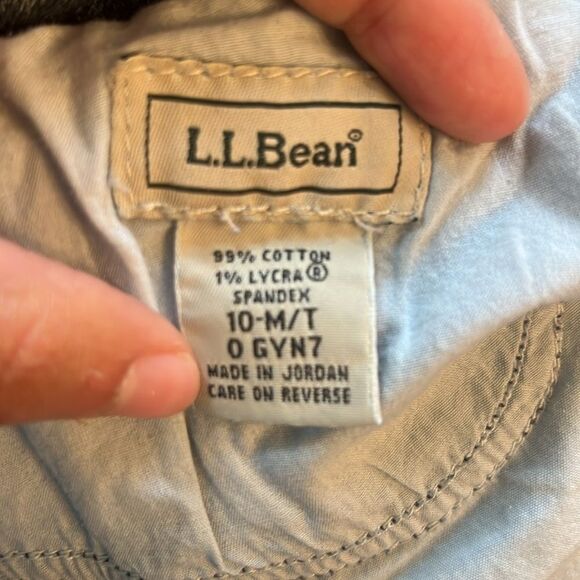 L.L.Bean®
99% COTTON
1% LYCRA®
SPANDEX
10-M/T
0 GYN7
MADE IN JORDAN
CARE ON REVERSE